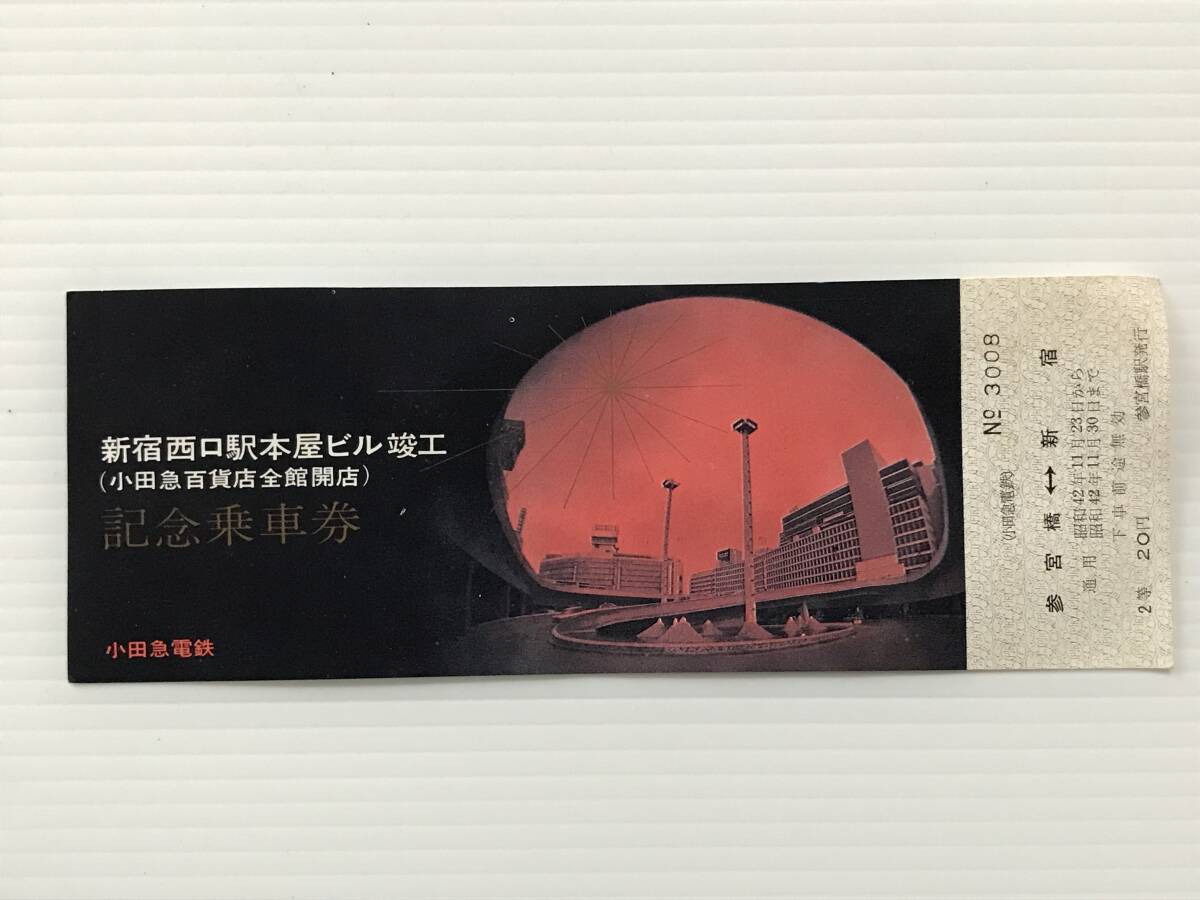 新宿西口駅本屋ビル竣工
(小田急百貨店全館開店)
記念乗車券
小田急電鉄
№ 3008
(小田急電鉄)
参宮橋↔新宿
通用 昭和42年11月23日から
昭和42年11月30日まで
下車前途無効
2等 20円 参宮橋駅発行